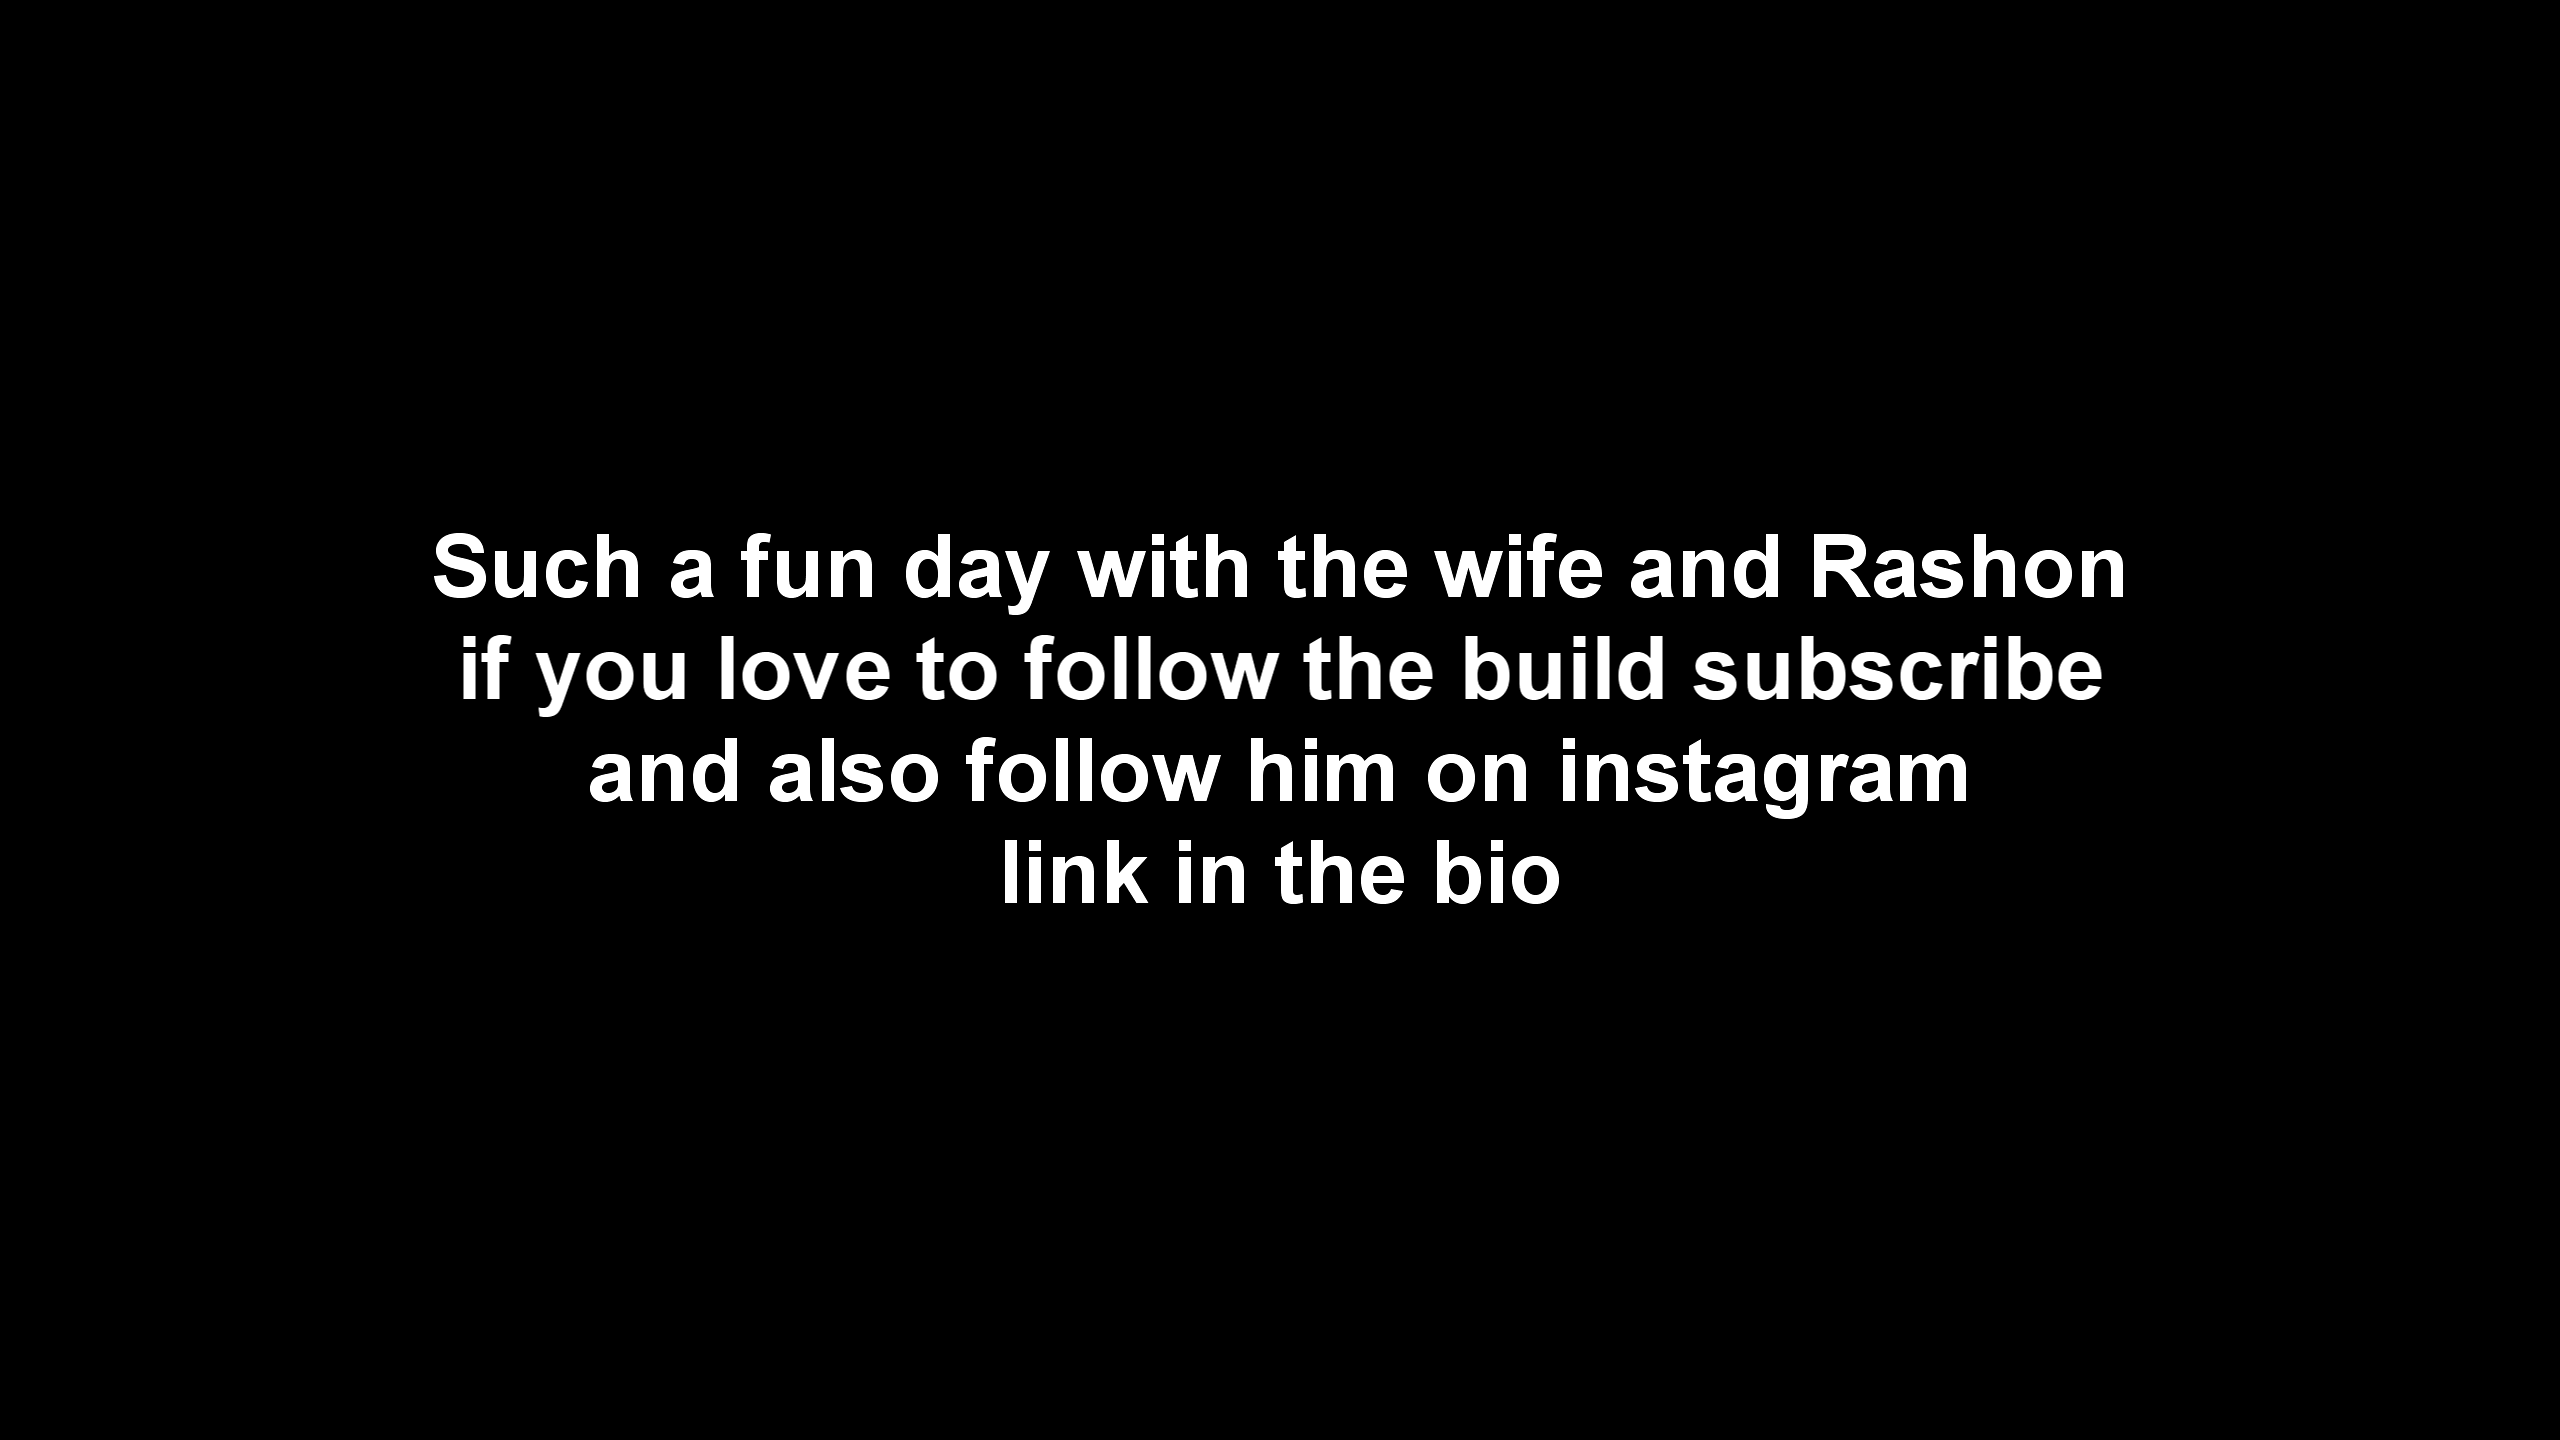 Such a fun day with the wife and Rashon
if you love to follow the build subscribe
and also follow him on instagram
link in the bio